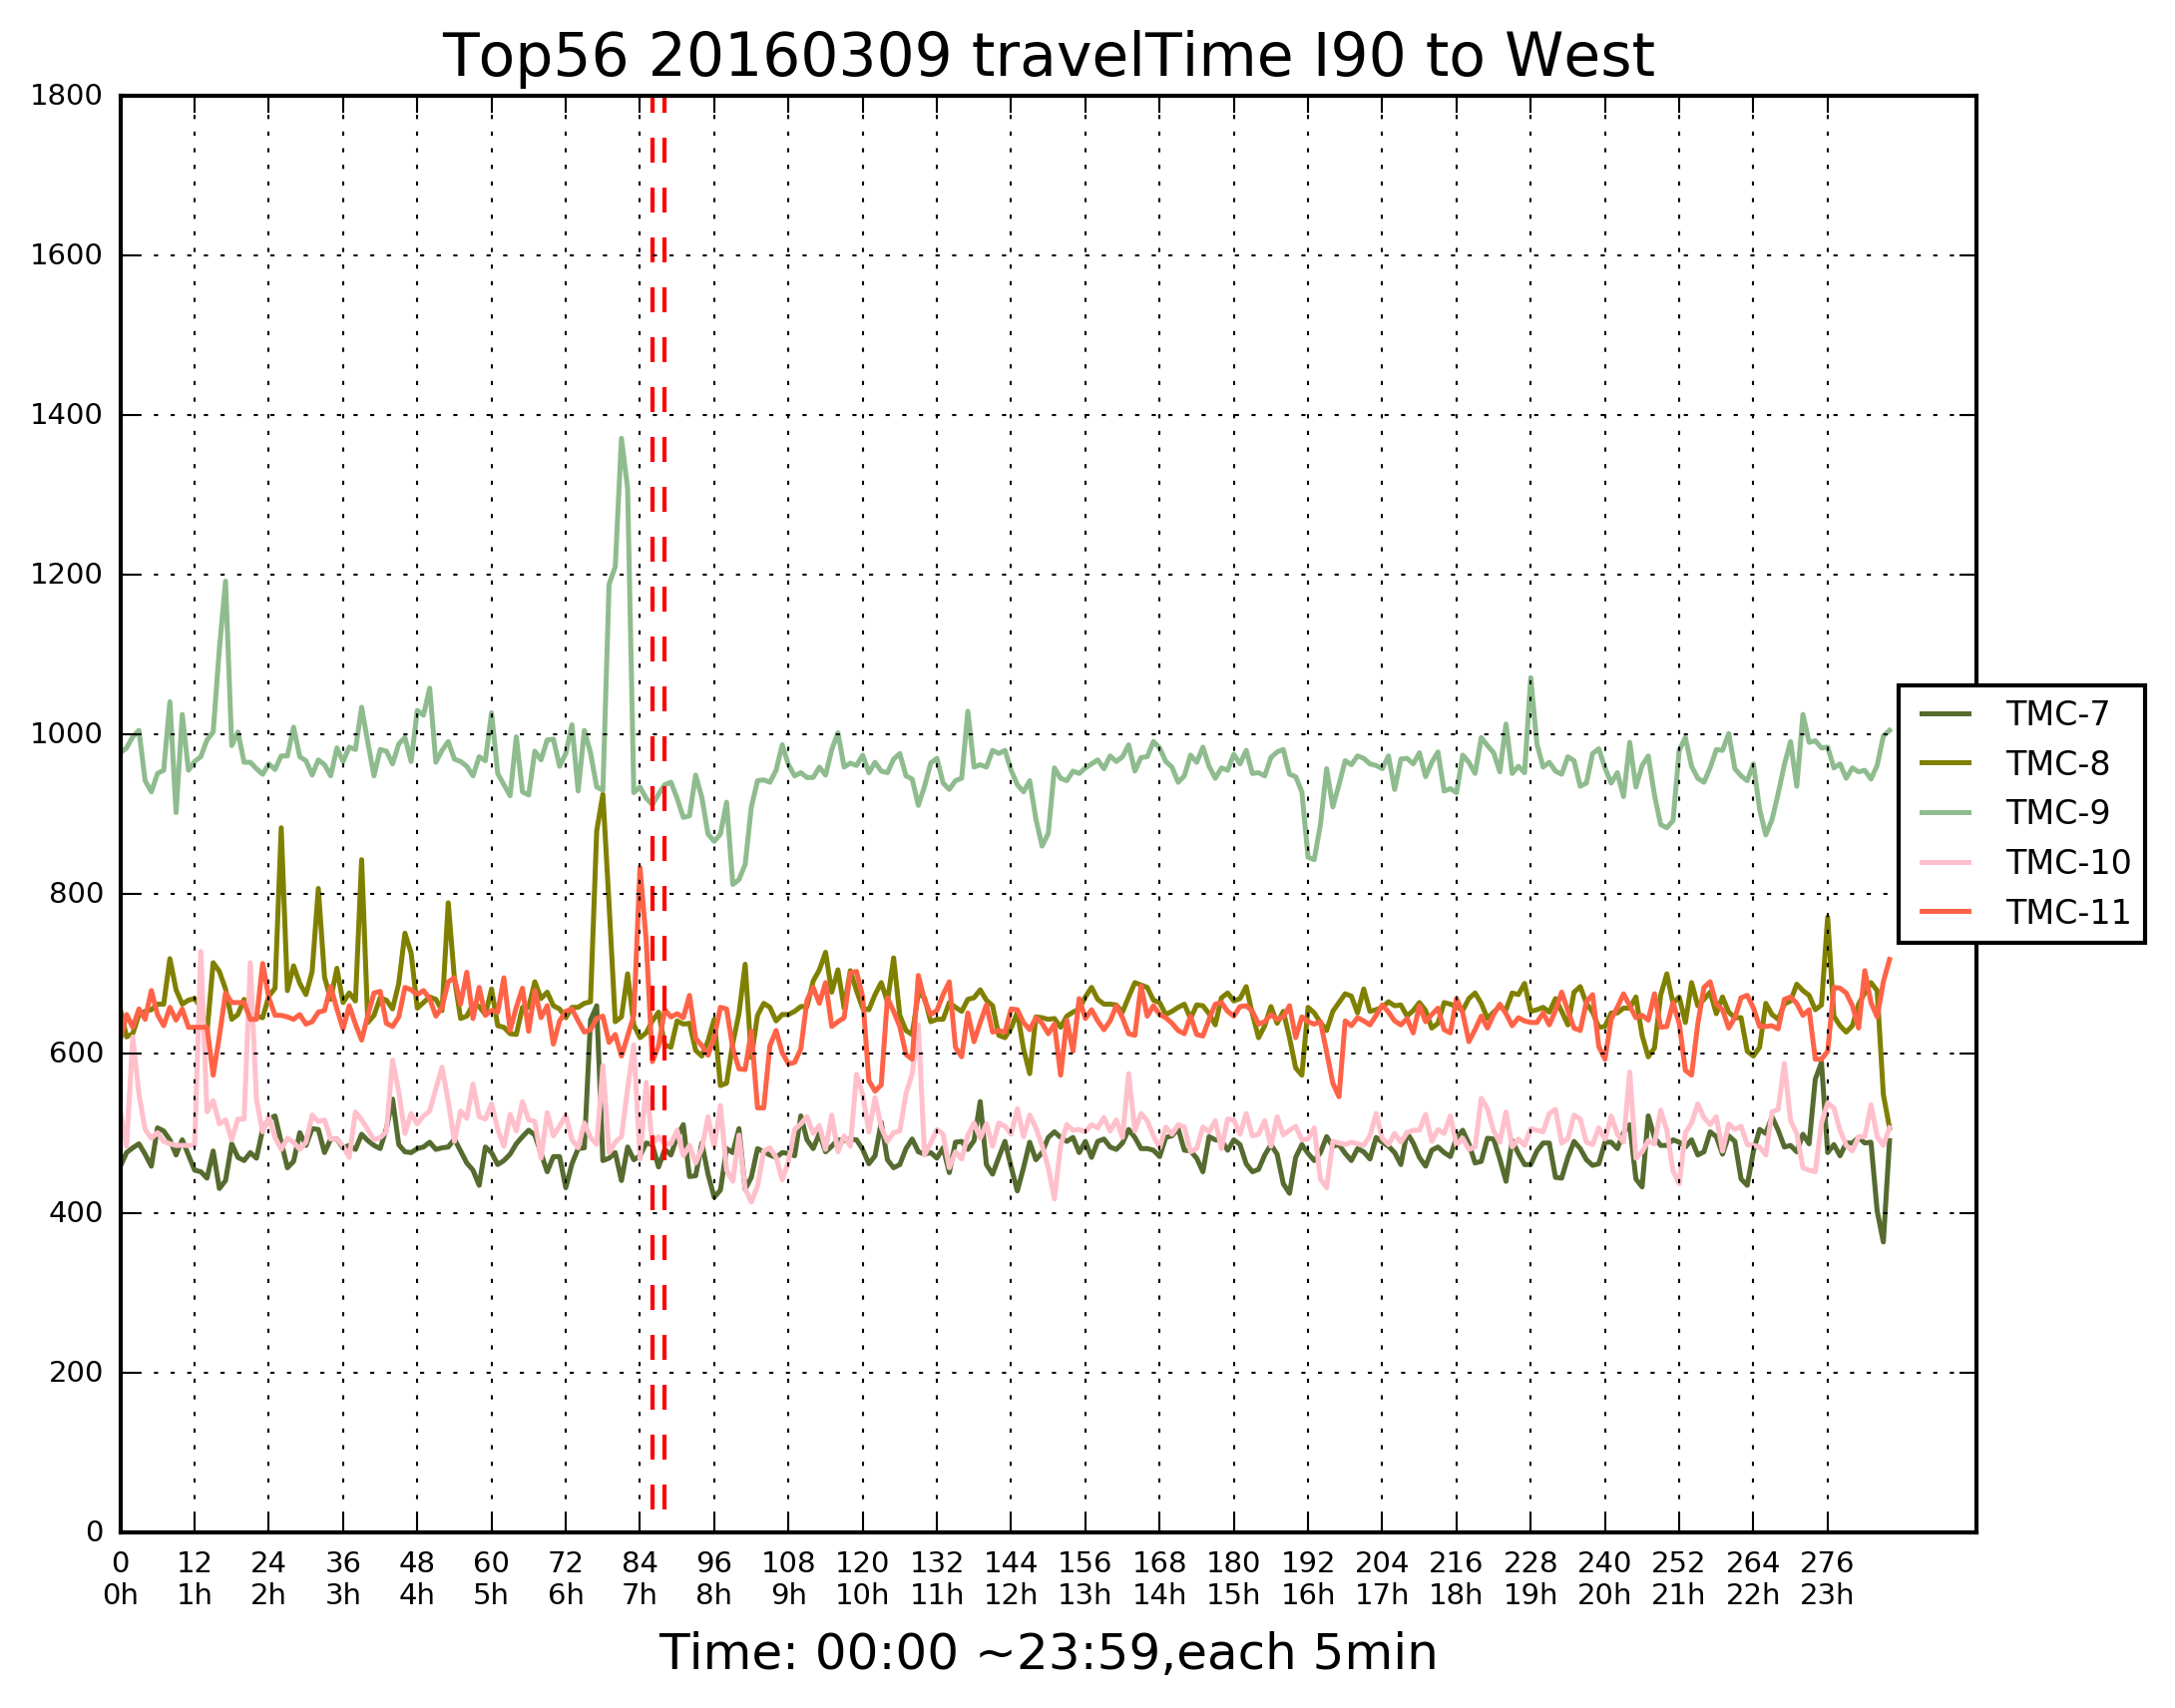 Top56 20160309 travelTime I90 to West
1800
1600
1400
1200
1000
800
600
400
200
0
TMC-7
TMC-8
TMC-9
TMC-10
TMC-11
0 12 24 36 48 60 72 84 96 108 120 132 144 156 168 180 192 204 216 228 240 252 264 276
0h 1h 2h 3h 4h 5h 6h 7h 8h 9h 10h 11h 12h 13h 14h 15h 16h 17h 18h 19h 20h 21h 22h 23h
Time: 00:00 ~23:59,each 5min